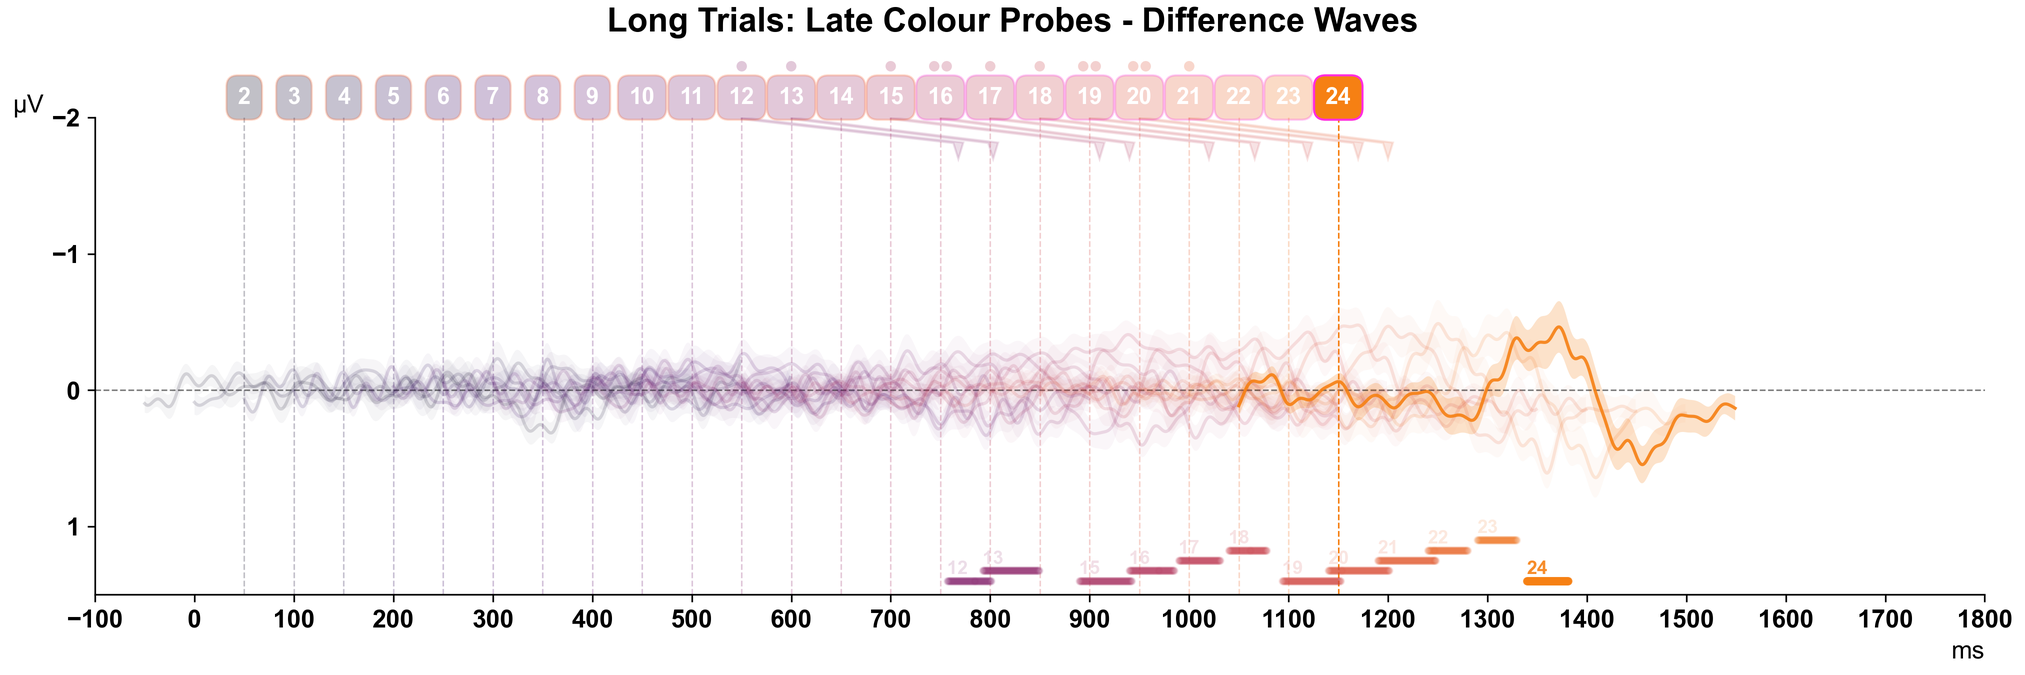 Long Trials: Late Colour Probes - Difference Waves
2 3 4 5 6 7 8 9 10 11 12 13 14 15 16 17 18 19 20 21 22 23 24
µV
−2
−1
0
1
23
18 22
17 21
13 16 20 24
12 15 19
−100 0 100 200 300 400 500 600 700 800 900 1000 1100 1200 1300 1400 1500 1600 1700 1800
ms